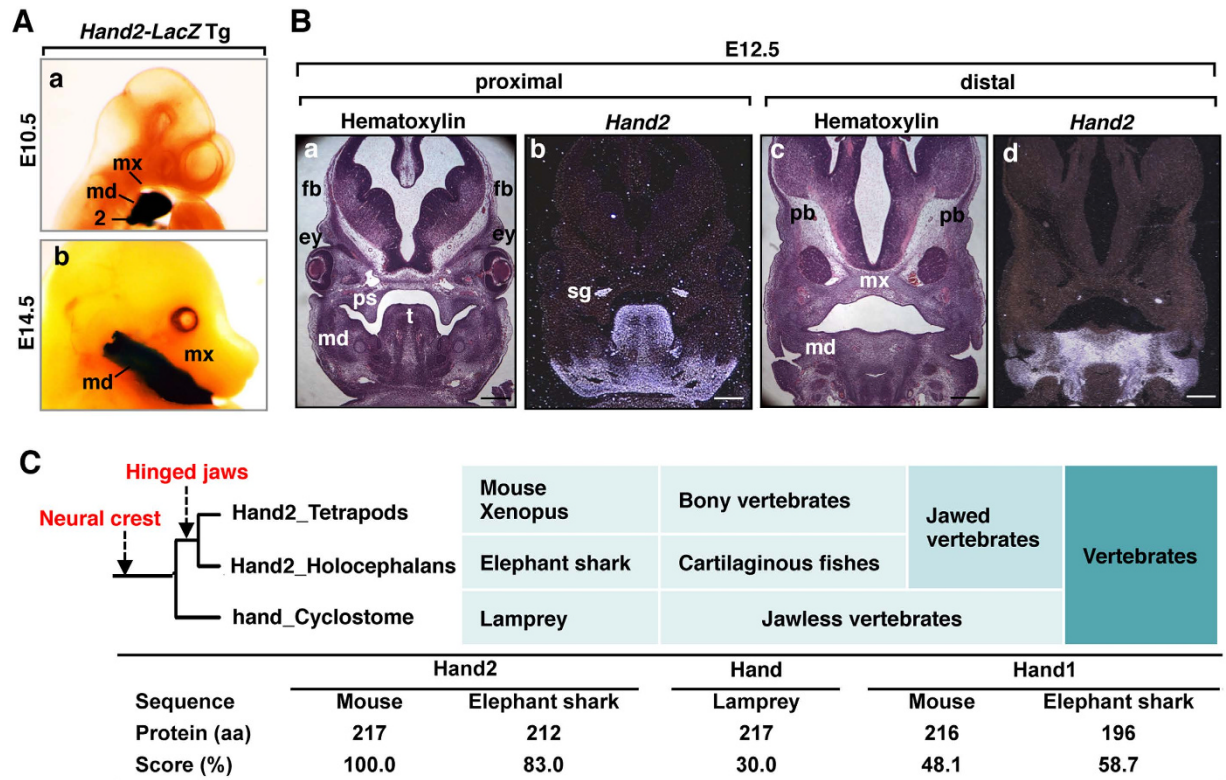 A
Hand2-LacZ Tg
a
E10.5
mx
md
2
b
E14.5
mx
md
B
E12.5
proximal
distal
Hematoxylin
Hand2
Hematoxylin
Hand2
a
fb
fb
ey
ey
ps
t
md
b
sg
c
pb
pb
mx
md
d
C
Hinged jaws
Neural crest
Hand2_Tetrapods
Hand2_Holocephalans
hand_Cyclostome
Mouse
Xenopus
Bony vertebrates
Jawed
vertebrates
Vertebrates
Elephant shark
Cartilaginous fishes
Lamprey
Jawless vertebrates
Hand2 Hand Hand1
Sequence Mouse Elephant shark Lamprey Mouse Elephant shark
Protein (aa) 217 212 217 216 196
Score (%) 100.0 83.0 30.0 48.1 58.7